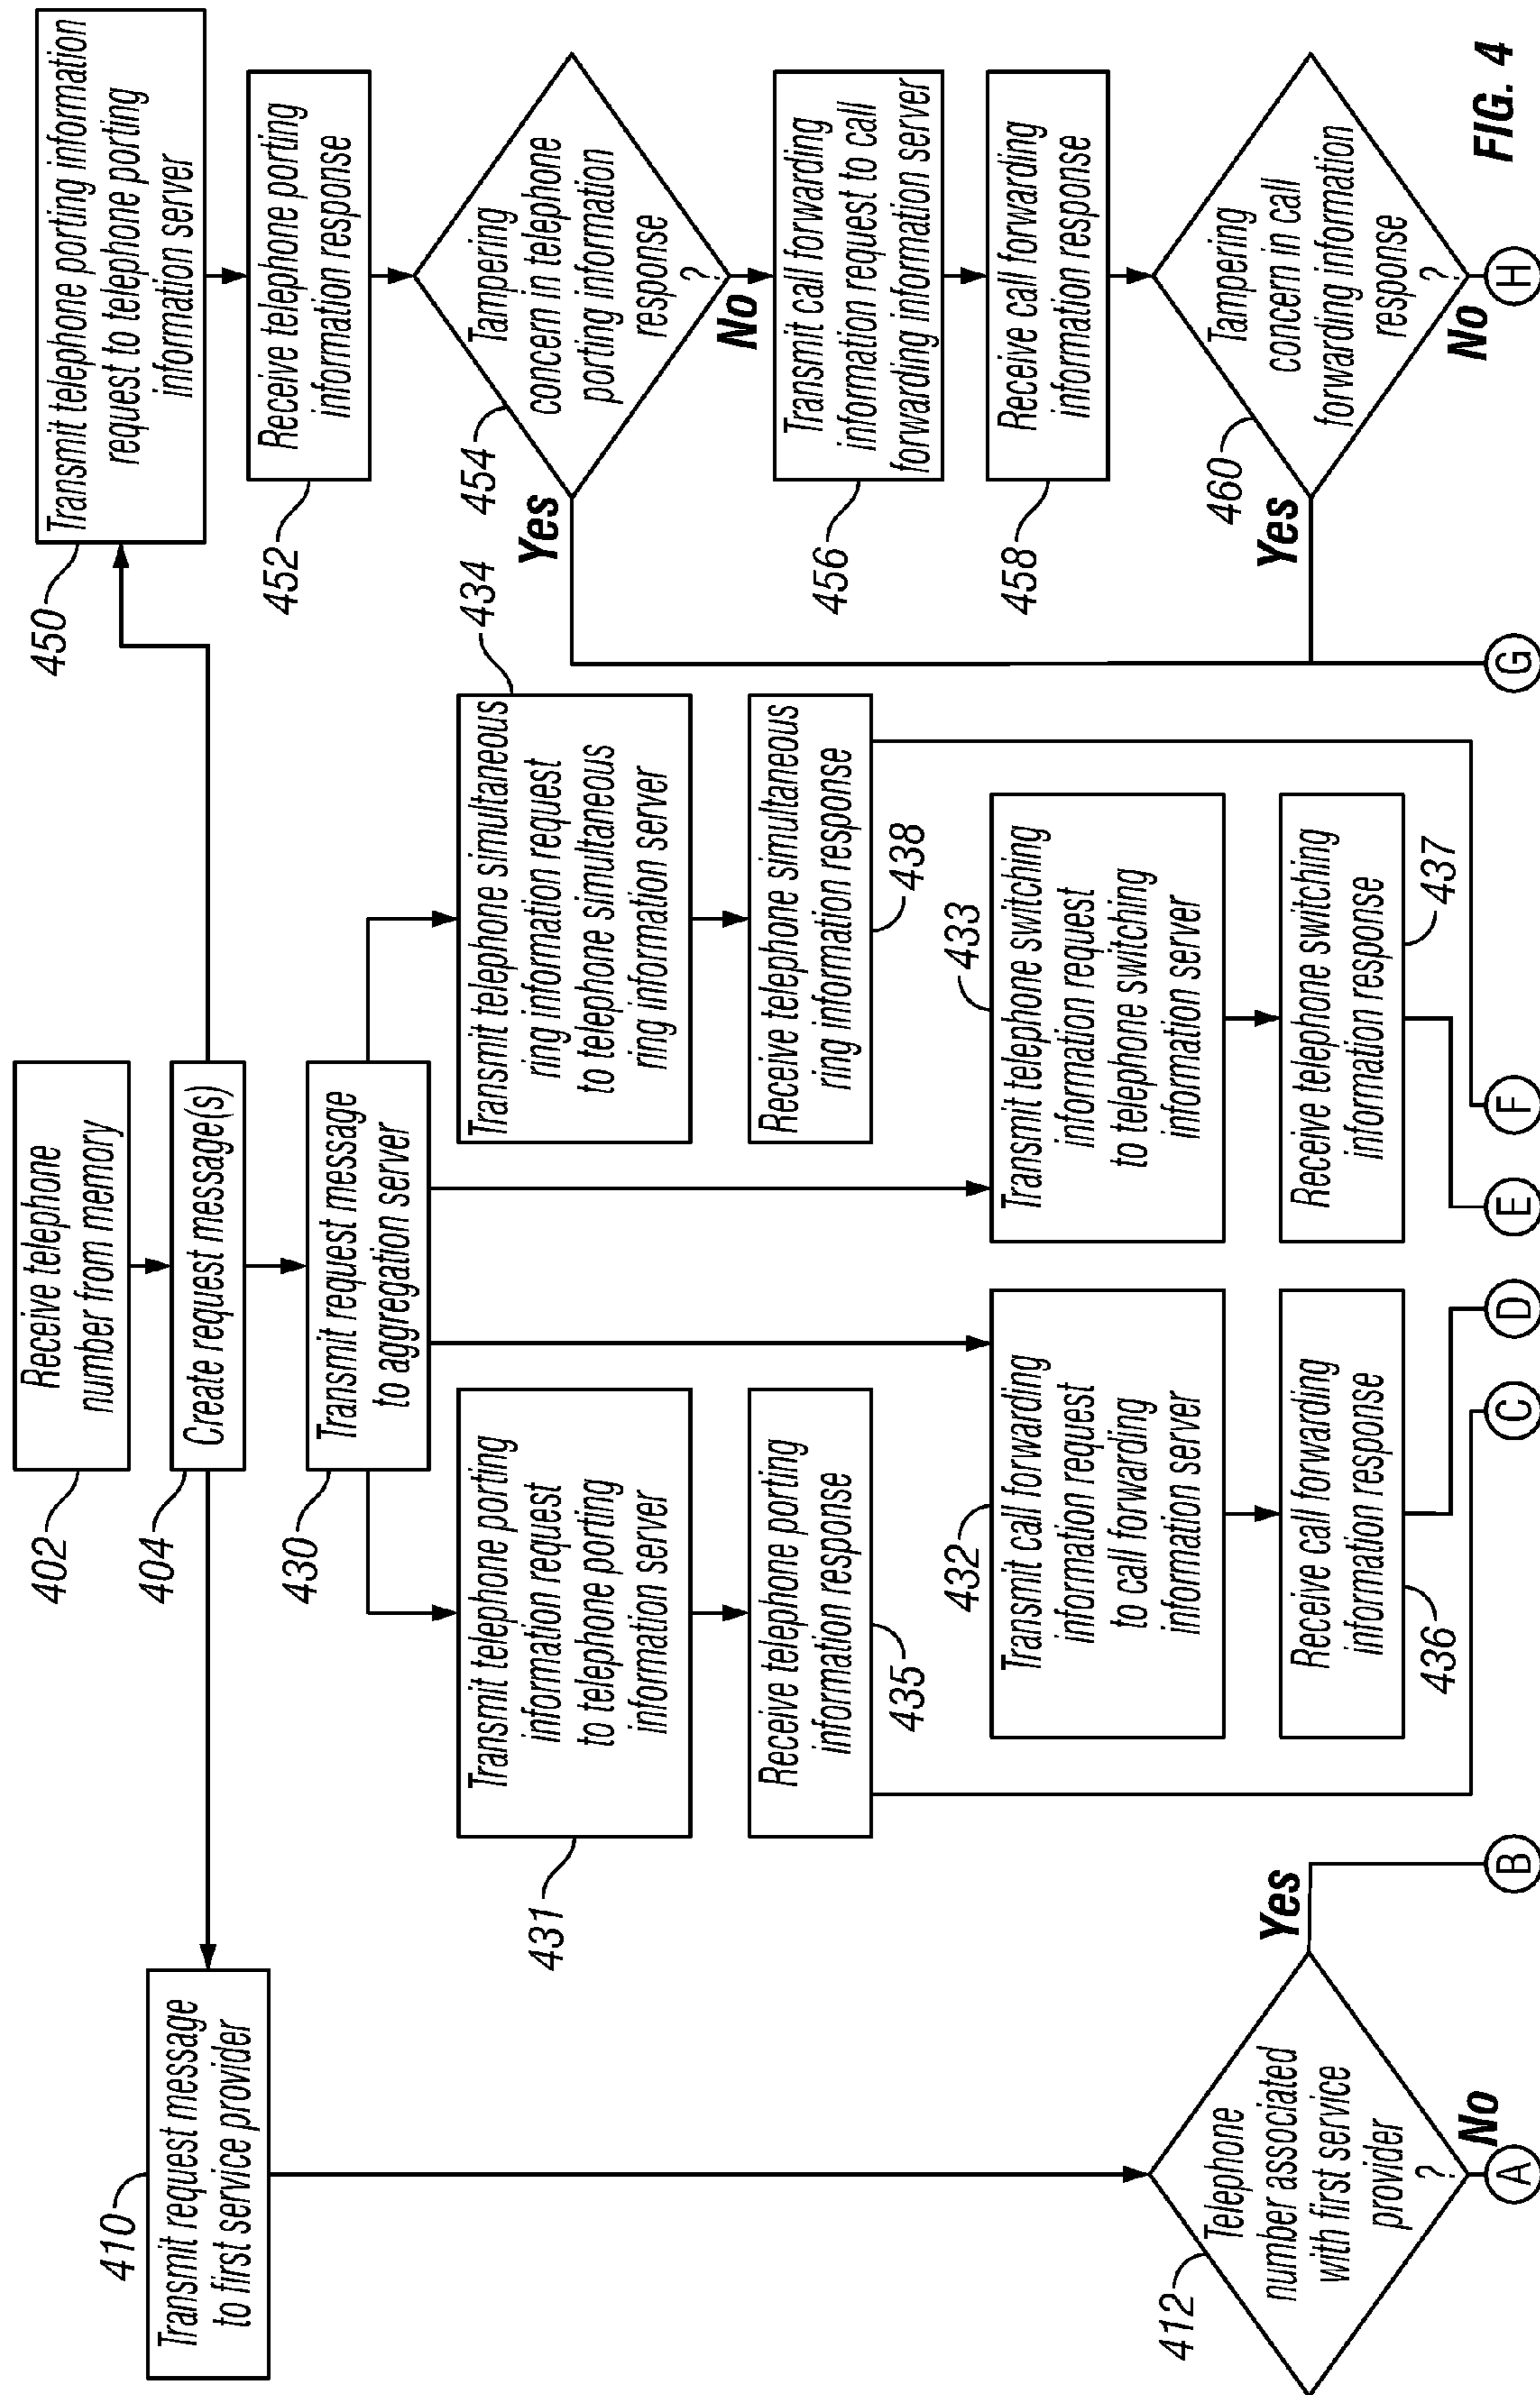 402
Receive telephone
number from memory
404
Create request message(s)
410
Transmit request message
to first service provider
412
Telephone
number associated
with first service
provider
?
Yes
No
A
B
430
Transmit request message
to aggregation server
431
Transmit telephone porting
information request
to telephone porting
information server
Receive telephone porting
information response
435
432
Transmit call forwarding
information request
to call forwarding
information server
Receive call forwarding
information response
436
C
D
434
Transmit telephone simultaneous
ring information request
to telephone simultaneous
ring information server
Receive telephone simultaneous
ring information response
438
433
Transmit telephone switching
information request
to telephone switching
information server
Receive telephone switching
information response
437
E
F
450
Transmit telephone porting information
request to telephone porting
information server
452
Receive telephone porting
information response
454
Tampering
concern in telephone
porting information
response
?
Yes
No
456
Transmit call forwarding
information request to call
forwarding information server
458
Receive call forwarding
information response
460
Tampering
concern in call
forwarding information
response
?
Yes
No
G
H
FIG. 4